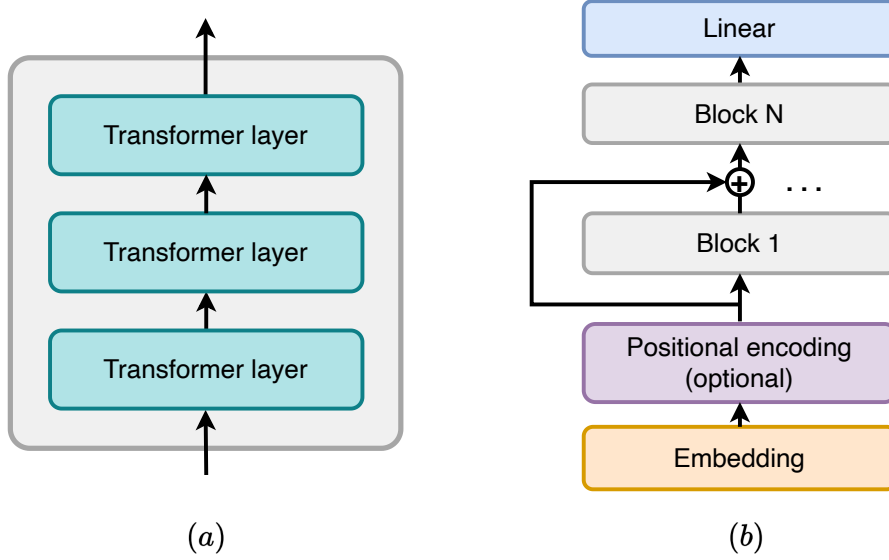 Transformer layer
Transformer layer
Transformer layer
(a)
Linear
Block N
+ ...
Block 1
Positional encoding
(optional)
Embedding
(b)